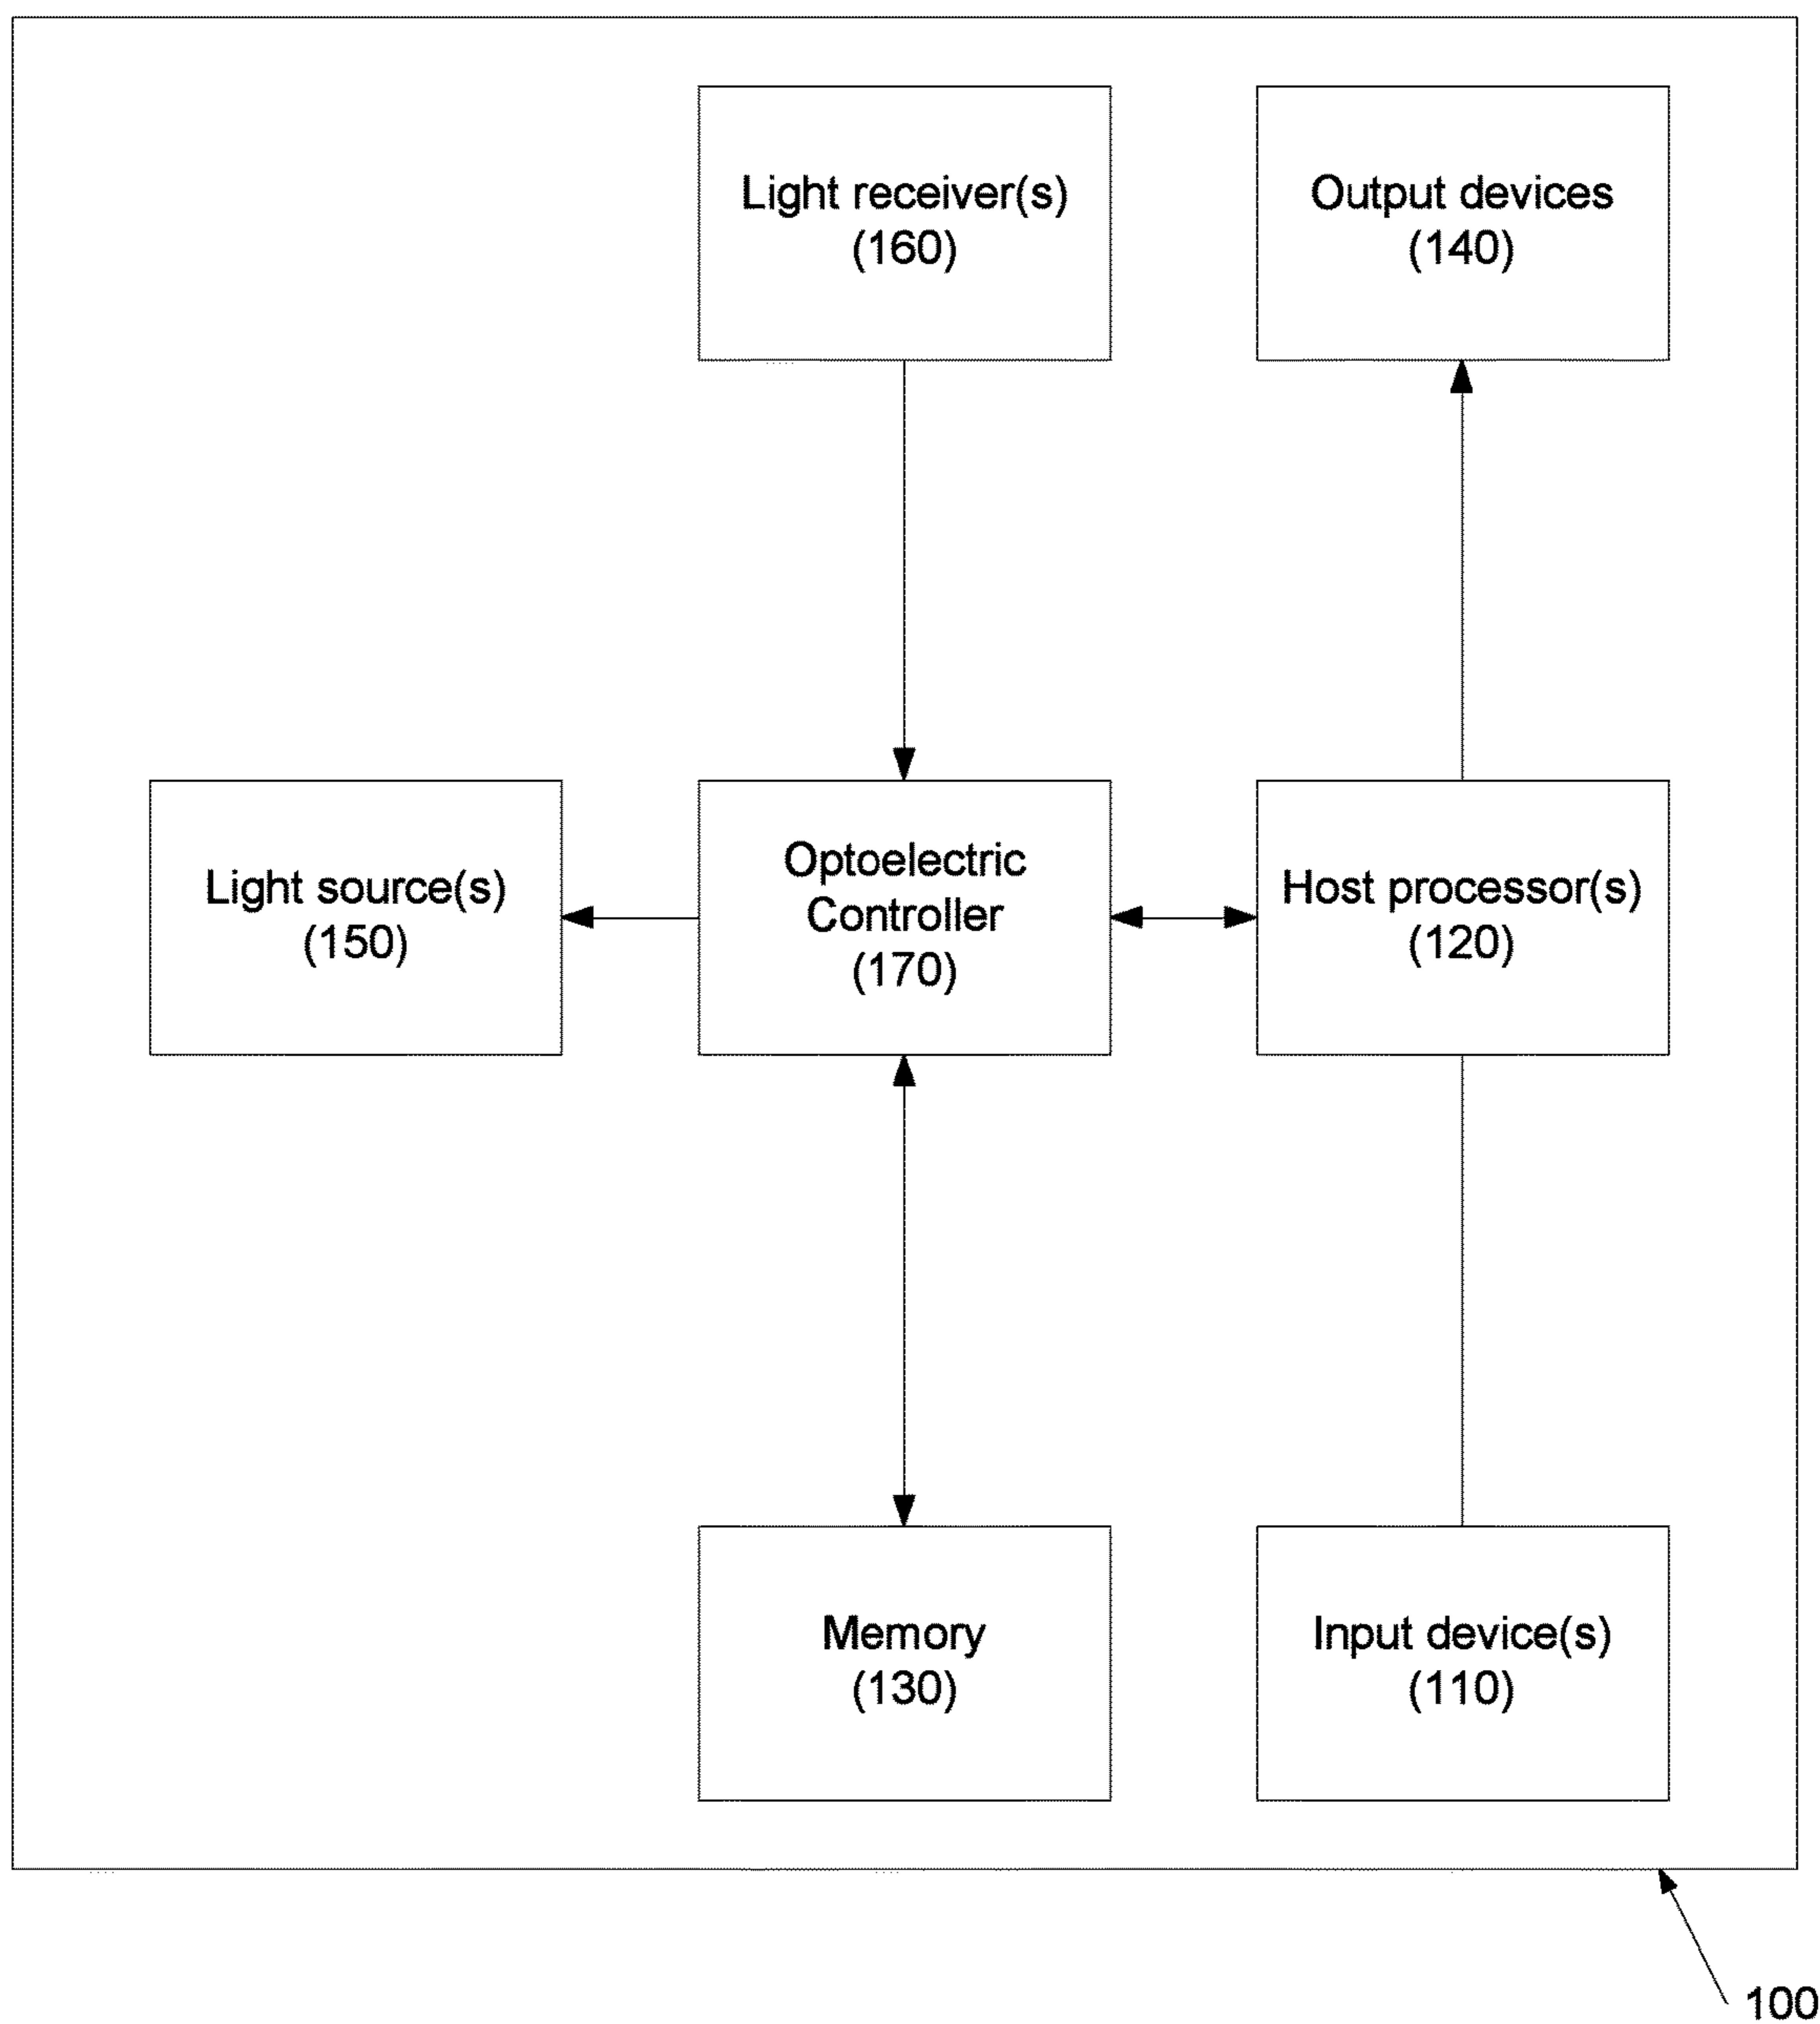 Light receiver(s)
(160)
Output devices
(140)
Light source(s)
(150)
Optoelectric
Controller
(170)
Host processor(s)
(120)
Memory
(130)
Input device(s)
(110)
100